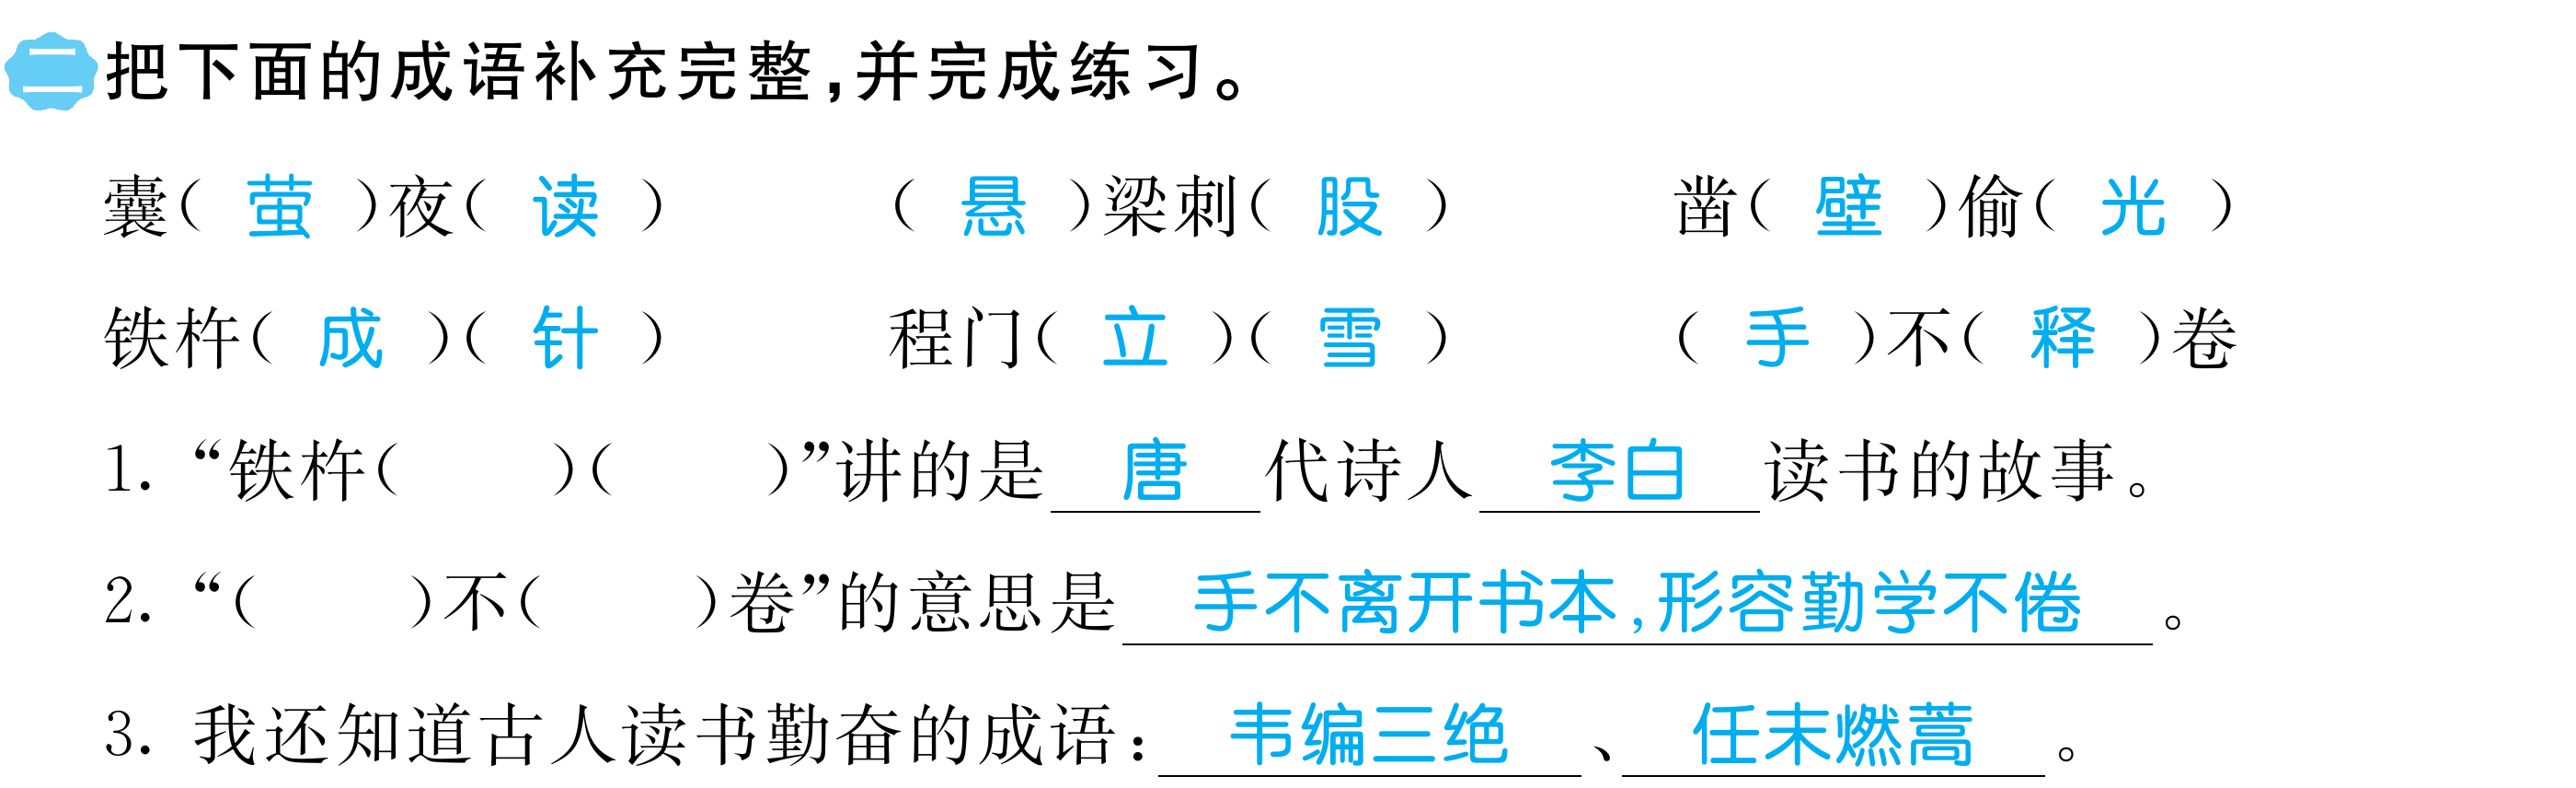 二 把下面的成语补充完整,并完成练习。
囊( 萤 )夜( 读 ) ( 悬 )梁刺( 股 ) 凿( 壁 )偷( 光 )
铁杵( 成 )( 针 ) 程门( 立 )( 雪 ) ( 手 )不( 释 )卷
1. “铁杵( )( )”讲的是 唐 代诗人 李白 读书的故事。
2. “( )不( )卷”的意思是 手不离开书本,形容勤学不倦 。
3. 我还知道古人读书勤奋的成语: 韦编三绝 、 任末燃蒿 。